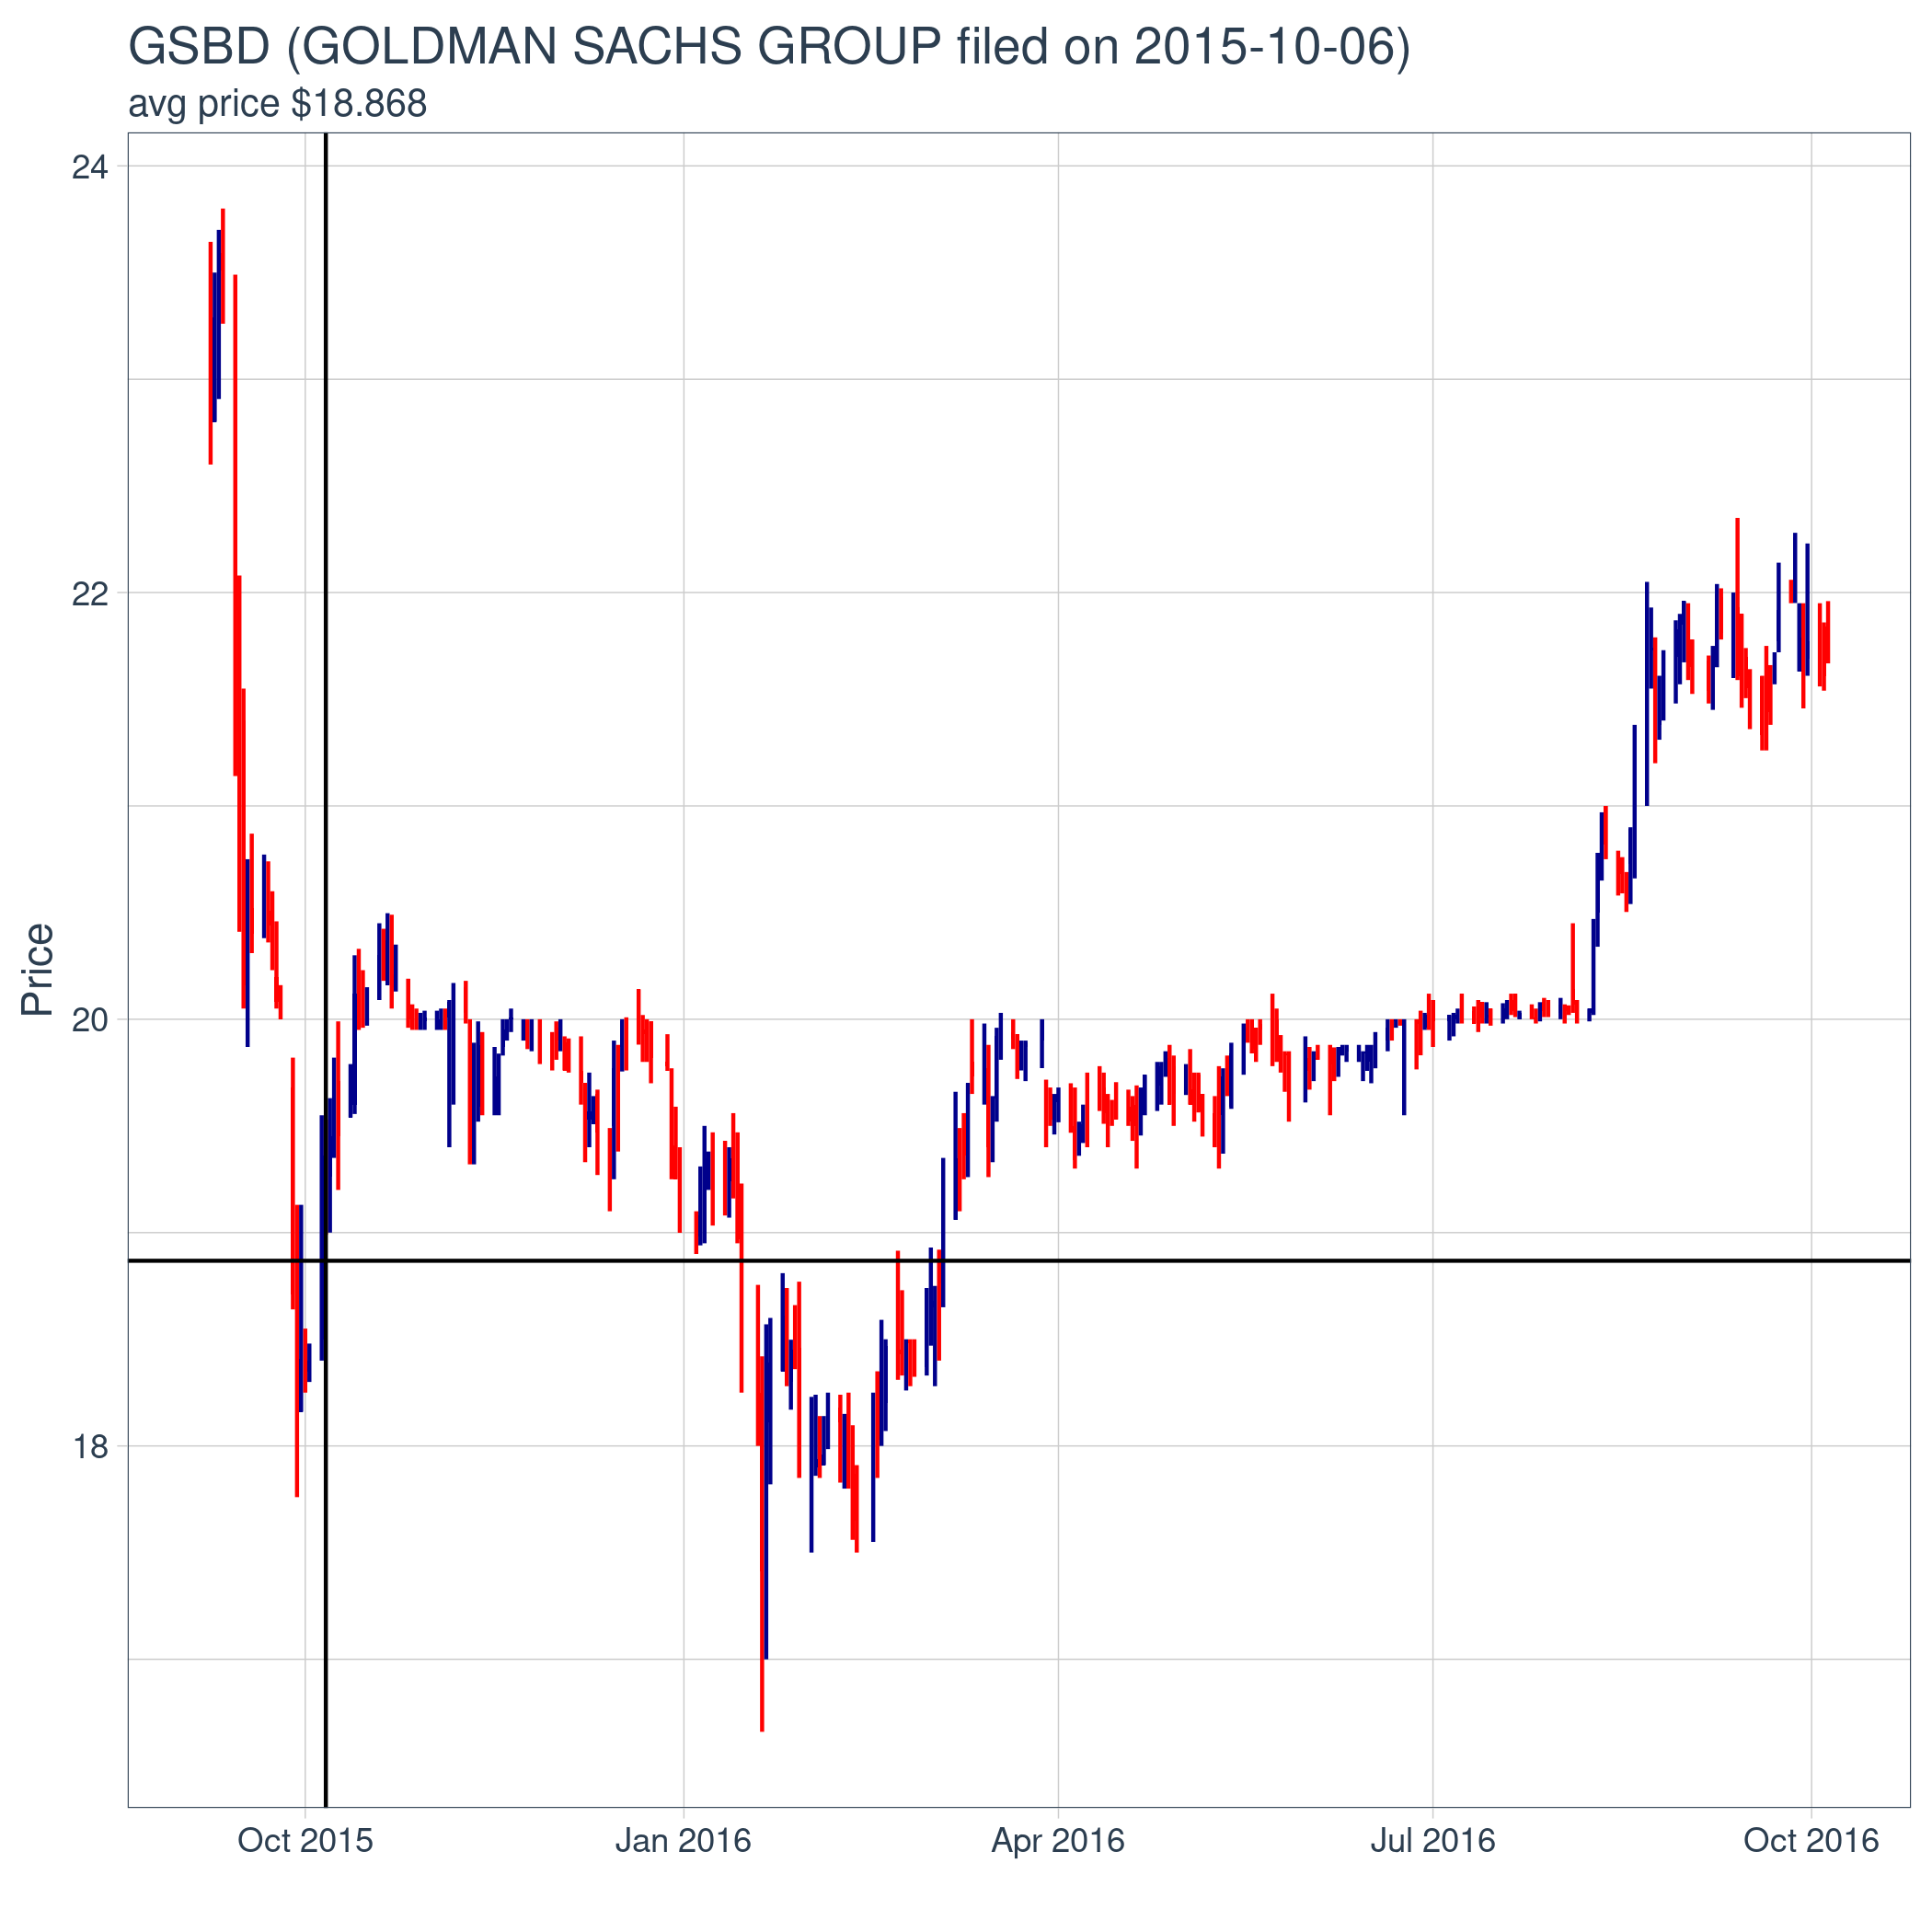 GSBD (GOLDMAN SACHS GROUP filed on 2015-10-06)
avg price $18.868
24
22
20
18
Price
Oct 2015 Jan 2016 Apr 2016 Jul 2016 Oct 2016